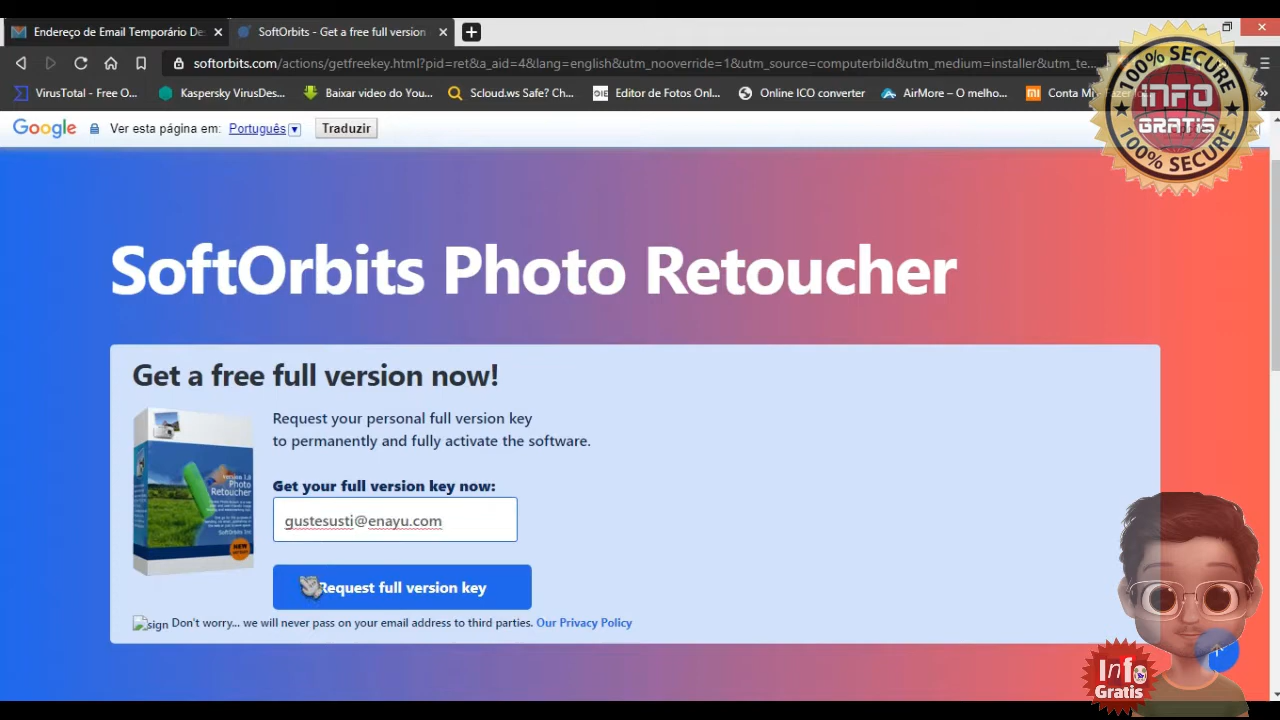 Endereço de Email Temporário De
SoftOrbits - Get a free full version
softorbits.com/actions/getfreekey.html?pid=ret&a_aid=4&lang=english&utm_nooverride=1&utm_source=computerbild&utm_medium=installer&utm_te...
VirusTotal - Free O...
Kaspersky VirusDes...
Baixar video do You...
Scloud.ws Safe? Ch...
Editor de Fotos Onl...
Online ICO converter
AirMore – O melho...
Conta Mi - Fazer lo
100% SECURE
INFO
GRATIS
100% SECURE
Google
Ver esta página em: Português
Traduzir
SoftOrbits Photo Retoucher
Get a free full version now!
Request your personal full version key
to permanently and fully activate the software.
Get your full version key now:
gustesusti@enayu.com
Request full version key
sign Don't worry... we will never pass on your email address to third parties. Our Privacy Policy
Photo
Retoucher
SoftOrbits
NEW
Info
Gratis